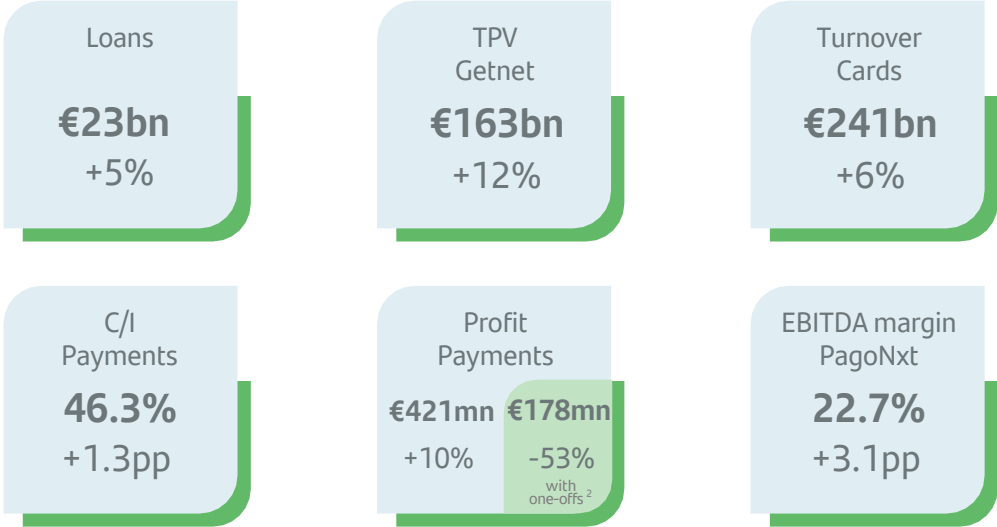 Loans
€23bn
+5%
TPV
Getnet
€163bn
+12%
Turnover
Cards
€241bn
+6%
C/I
Payments
46.3%
+1.3pp
Profit
Payments
€421mn
+10%
€178mn
-53%
with
one-offs 2
EBITDA margin
PagoNxt
22.7%
+3.1pp